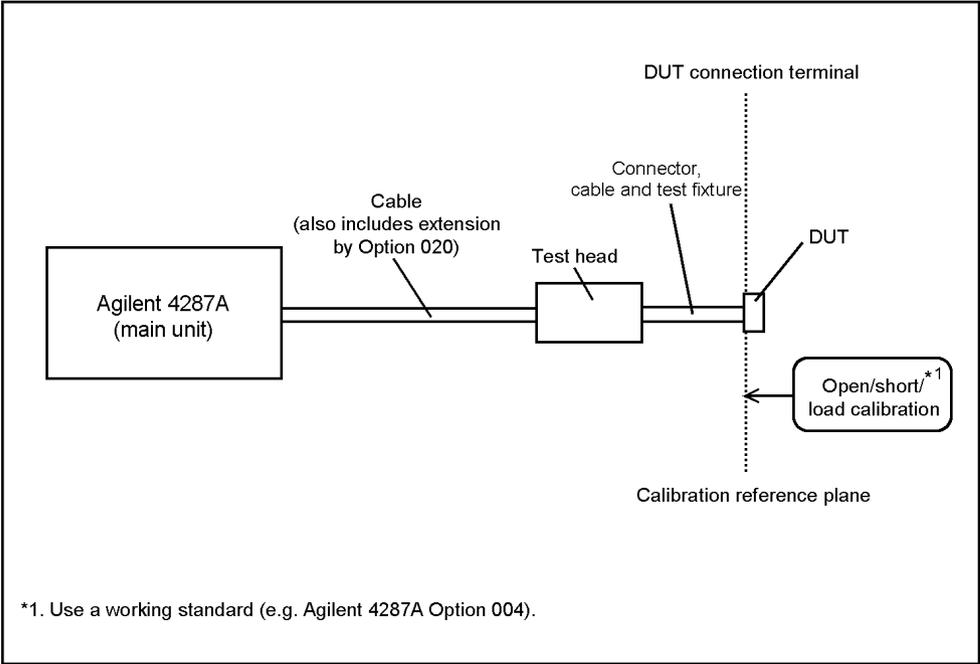 DUT connection terminal
Connector,
cable and test fixture
Cable
(also includes extension
by Option 020)
DUT
Test head
Agilent 4287A
(main unit)
Open/short/*1
load calibration
Calibration reference plane
*1. Use a working standard (e.g. Agilent 4287A Option 004).